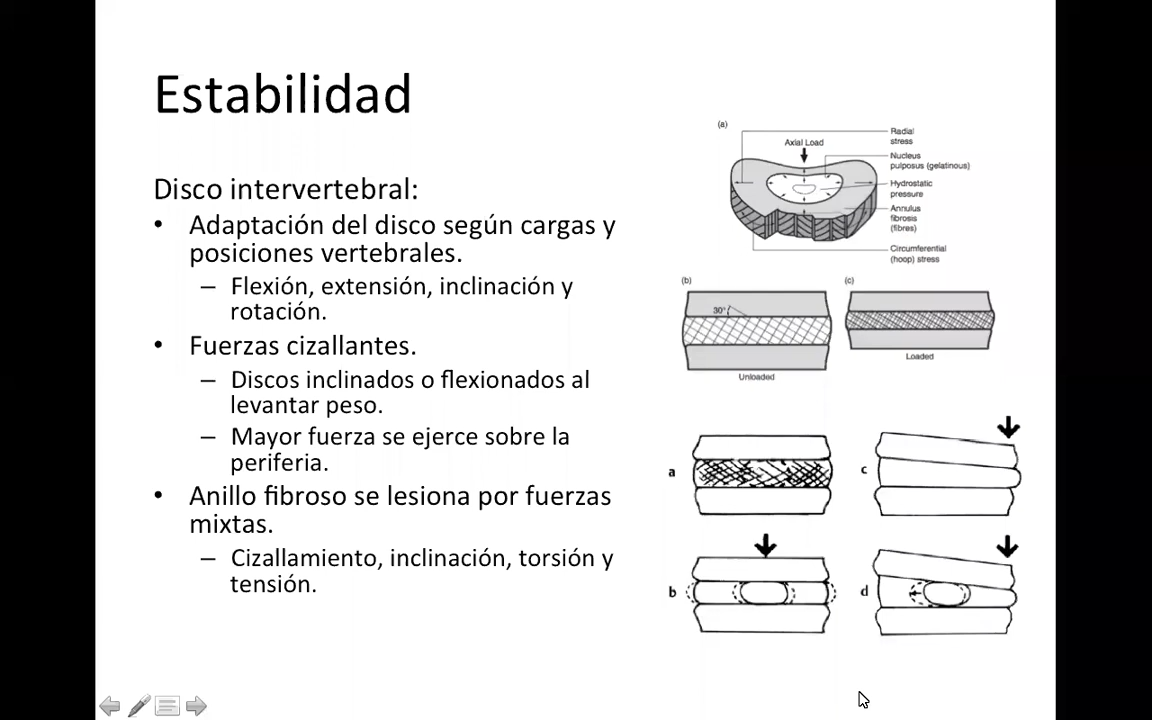 Estabilidad
Disco intervertebral:
• Adaptación del disco según cargas y
posiciones vertebrales.
– Flexión, extensión, inclinación y
rotación.
• Fuerzas cizallantes.
– Discos inclinados o flexionados al
levantar peso.
– Mayor fuerza se ejerce sobre la
periferia.
• Anillo fibroso se lesiona por fuerzas
mixtas.
– Cizallamiento, inclinación, torsión y
tensión.
(a)
Axial Load
Radial
stress
Nucleus
pulposus (gelatinous)
Hydrostatic
pressure
Annulus
fibrosis
(fibres)
Circumferential
(hoop) stress
(b)
30°
Unloaded
(c)
Loaded
a
c
b
d